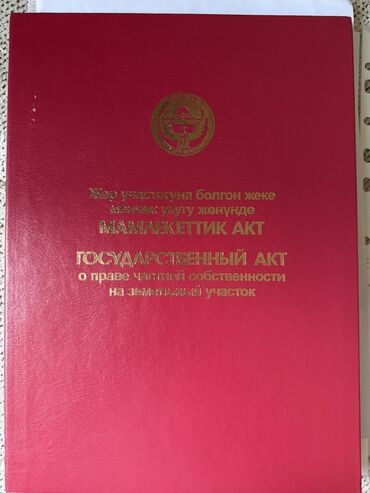 Жер участогуна болгон жеке
менчик укугу жөнүндө
МАМЛЕКЕТТИК АКТ
ГОСУДАРСТВЕННЫЙ АКТ
о праве частной собственности
на земельный участок